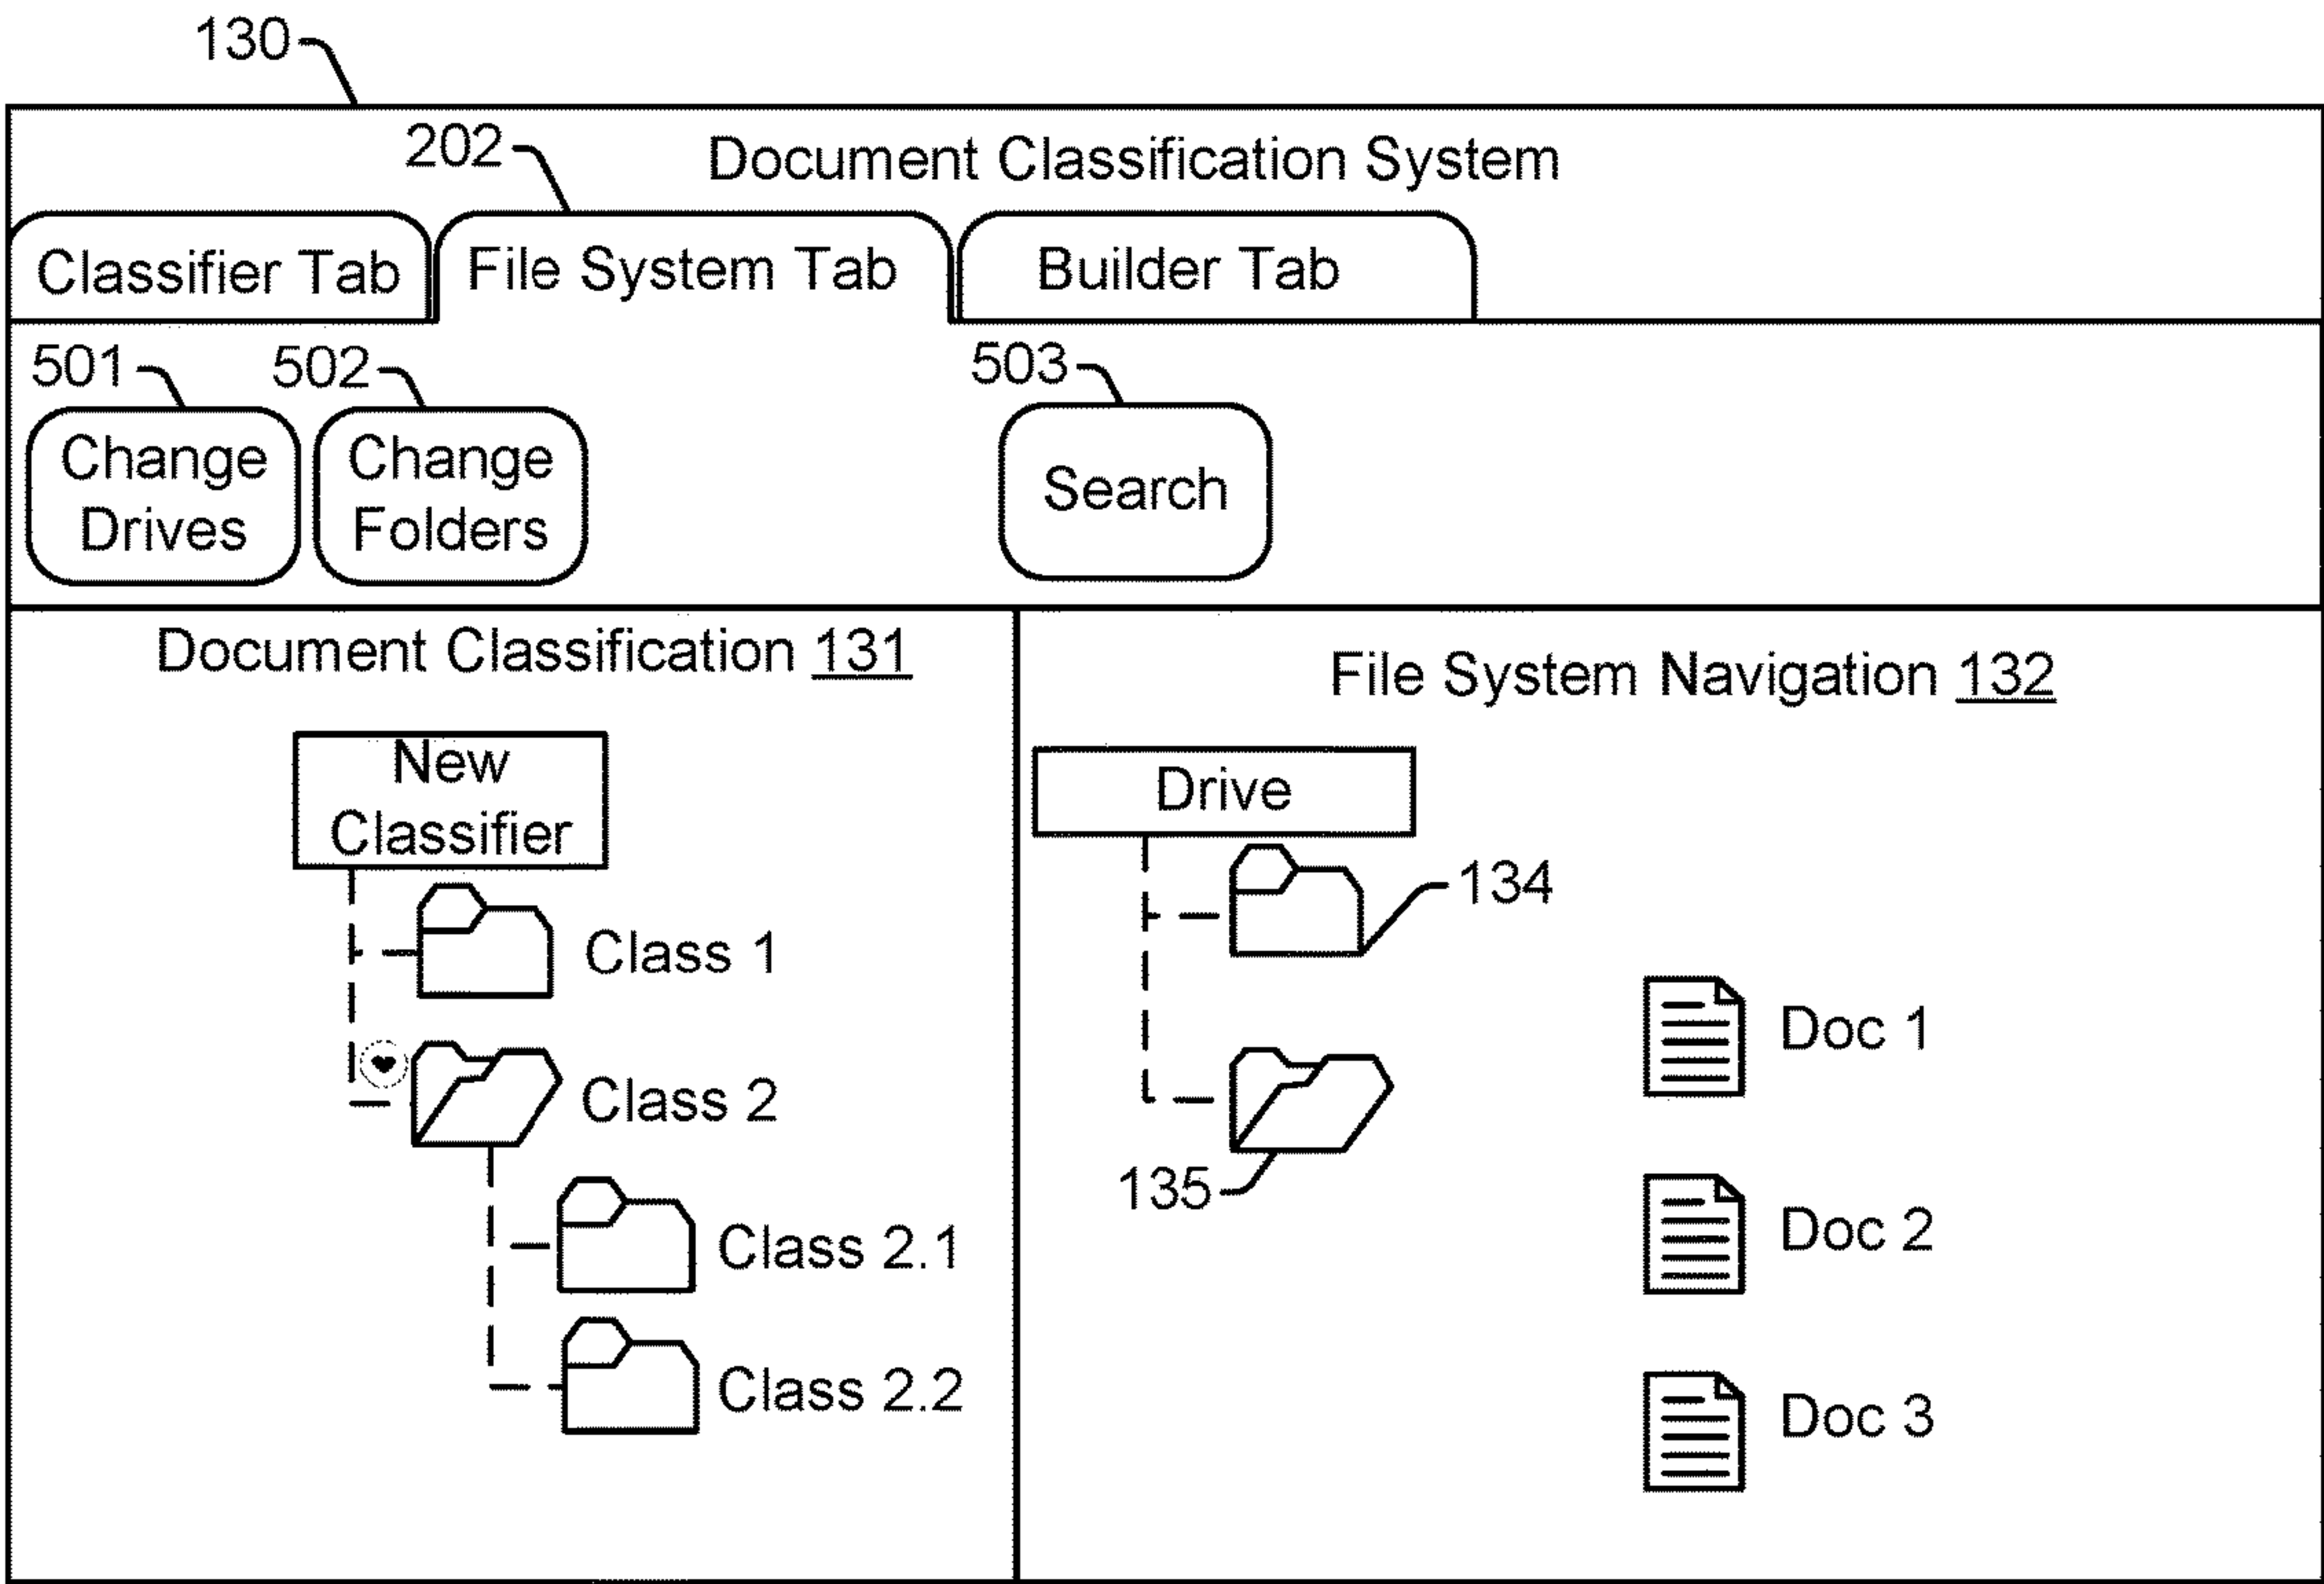 130
202
Document Classification System
Classifier Tab
File System Tab
Builder Tab
501
502
503
Change
Drives
Change
Folders
Search
Document Classification 131
New
Classifier
Class 1
Class 2
Class 2.1
Class 2.2
File System Navigation 132
Drive
134
135
Doc 1
Doc 2
Doc 3